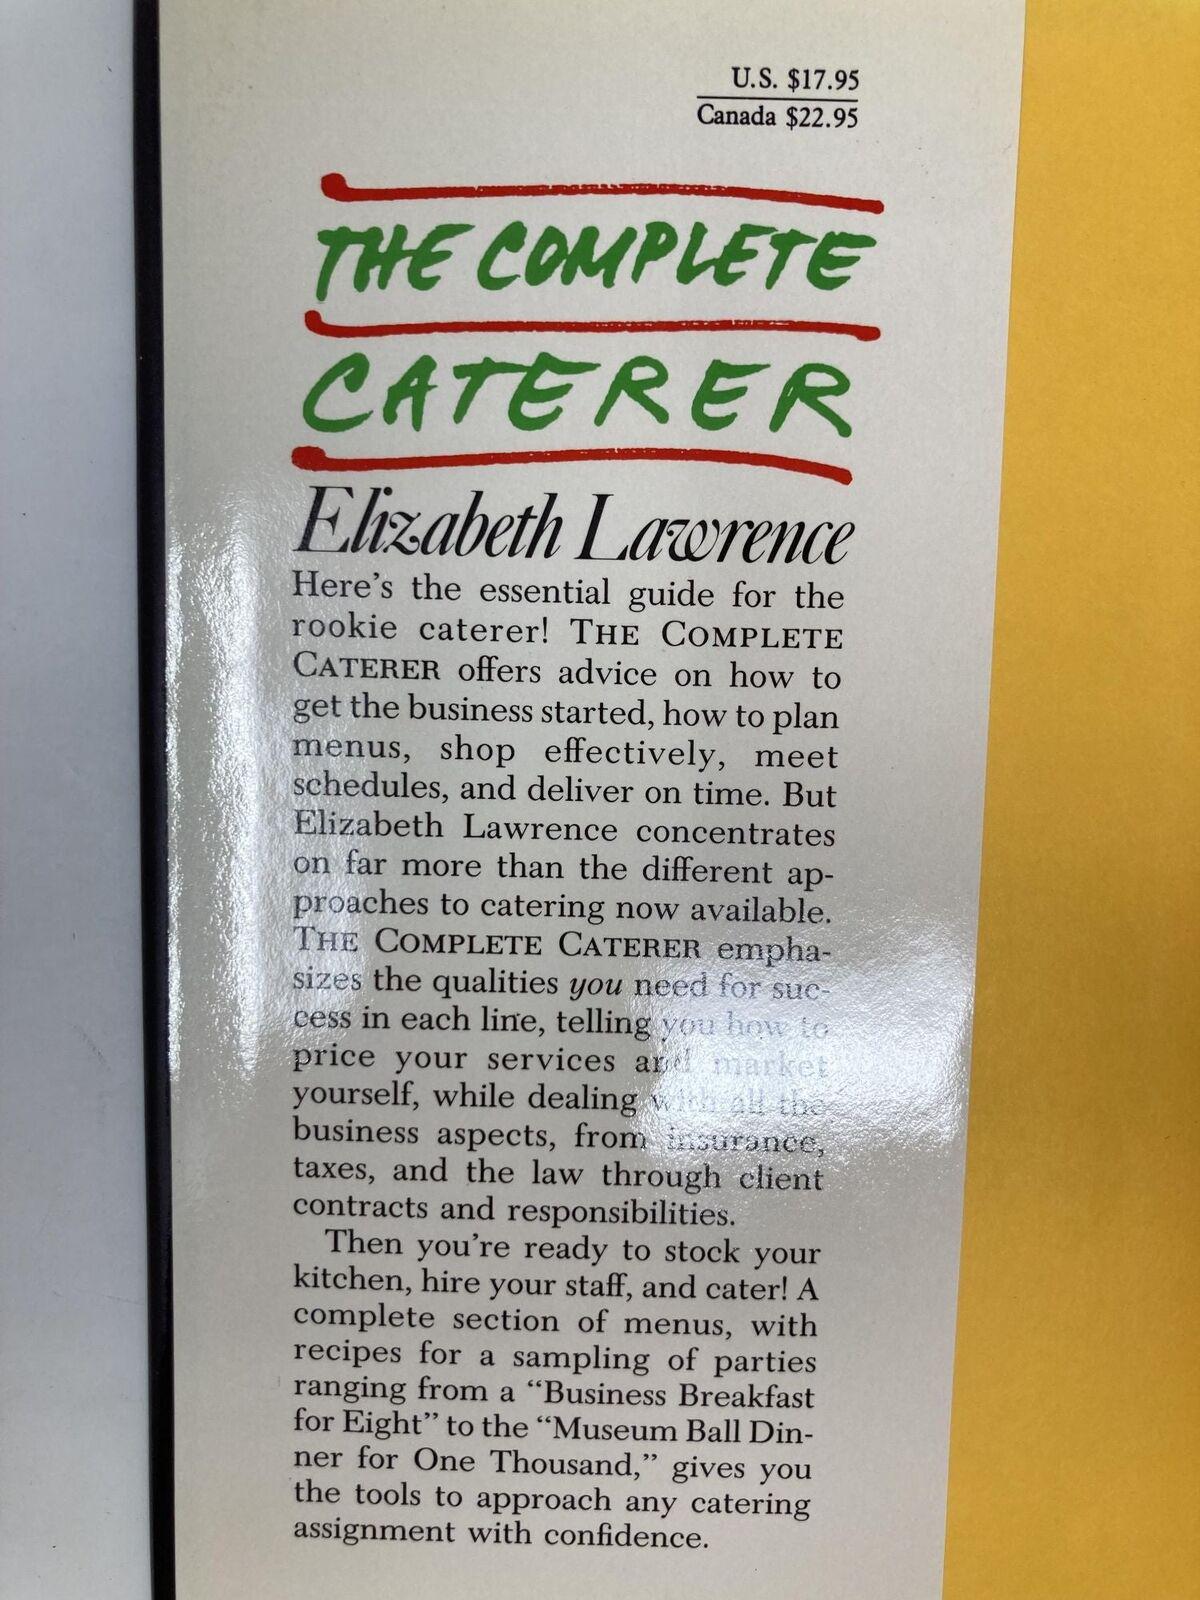 U.S. $17.95
Canada $22.95
THE COMPLETE
CATERER
Elizabeth Lawrence
Here's the essential guide for the
rookie caterer! THE COMPLETE
CATERER offers advice on how to
get the business started, how to plan
menus, shop effectively, meet
schedules, and deliver on time. But
Elizabeth Lawrence concentrates
on far more than the different ap-
proaches to catering now available.
THE COMPLETE CATERER empha-
sizes the qualities you need for suc-
cess in each line, telling you how to
price your services and market
yourself, while dealing with all the
business aspects, from insurance,
taxes, and the law through client
contracts and responsibilities.
Then you're ready to stock your
kitchen, hire your staff, and cater! A
complete section of menus, with
recipes for a sampling of parties
ranging from a "Business Breakfast
for Eight" to the "Museum Ball Din-
ner for One Thousand," gives you
the tools to approach any catering
assignment with confidence.